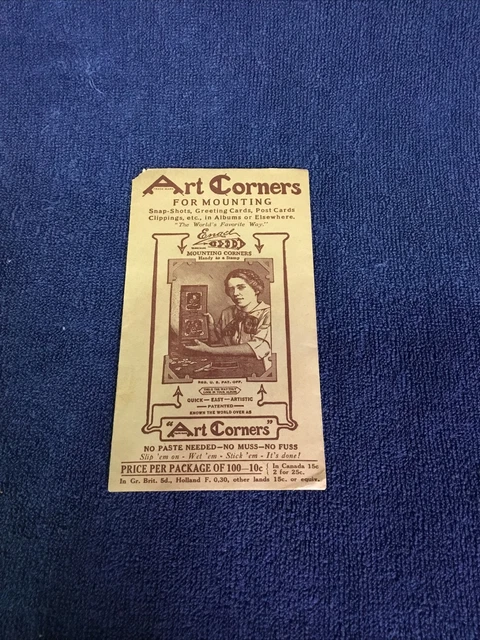 Art Corners
FOR MOUNTING
Snap-Shots, Greeting Cards, Post Cards
Clippings, etc., in Albums or Elsewhere.
"The World's Favorite Way."
Engel
MOUNTING CORNERS
Handy as a Stamp
REG. U. S. PAT. OFF.
QUICK — EASY — ARTISTIC
— PATENTED —
KNOWN THE WORLD OVER AS
"Art Corners"
NO PASTE NEEDED—NO MUSS—NO FUSS
Slip 'em on - Wet 'em - Stick 'em - It's done!
PRICE PER PACKAGE OF 100—10c { In Canada 15c
2 for 25c.
In Gr. Brit. 5d., Holland F. 0.30, other lands 15c. or equiv.